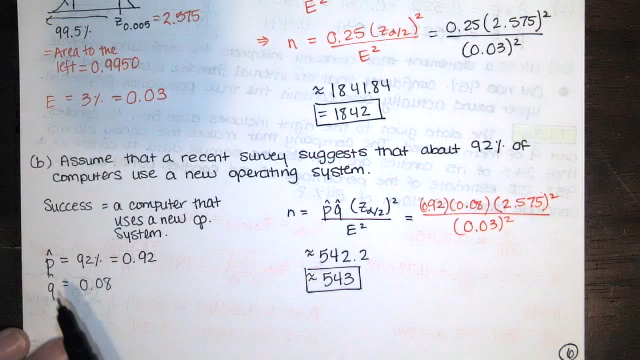 99.5% z₀.₀₀₅ = 2.575
= Area to the
left = 0.9950
E = 3% = 0.03
E²
⇒ n = 0.25(zα/2)² / E² = 0.25(2.575)² / (0.03)²
≈ 1841.84
= 1842
(b) Assume that a recent survey suggests that about 92% of
computers use a new operating system.
Success = a computer that
uses a new op.
System.
p̂ = 92% = 0.92
q̂ = 0.08
n = p̂q̂(zα/2)² / E² = (0.92)(0.08)(2.575)² / (0.03)²
≈ 542.2
≈ 543
6